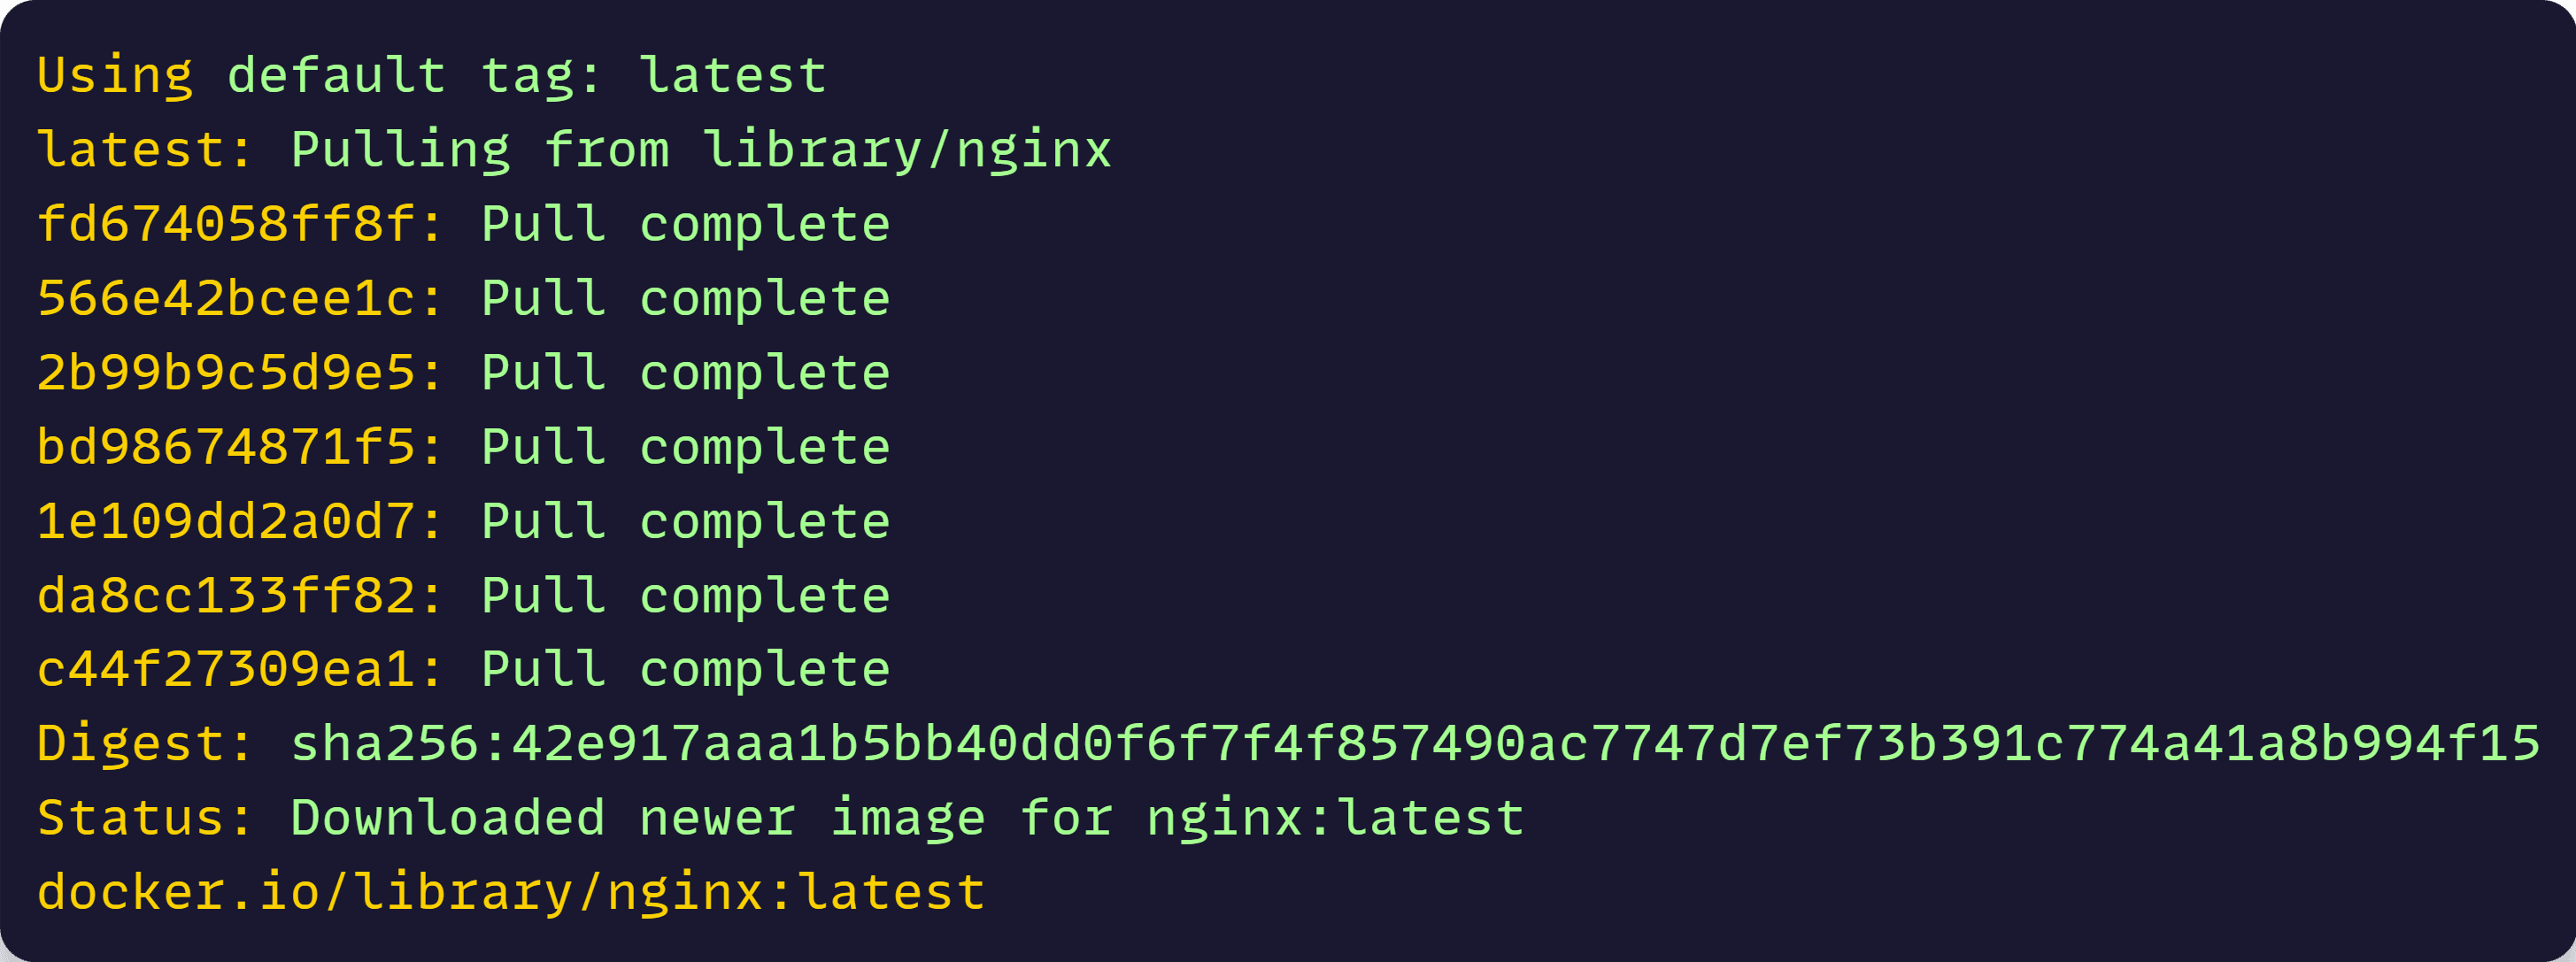 Using default tag: latest
latest: Pulling from library/nginx
fd674058ff8f: Pull complete
566e42bcee1c: Pull complete
2b99b9c5d9e5: Pull complete
bd98674871f5: Pull complete
1e109dd2a0d7: Pull complete
da8cc133ff82: Pull complete
c44f27309ea1: Pull complete
Digest: sha256:42e917aaa1b5bb40dd0f6f7f4f857490ac7747d7ef73b391c774a41a8b994f15
Status: Downloaded newer image for nginx:latest
docker.io/library/nginx:latest